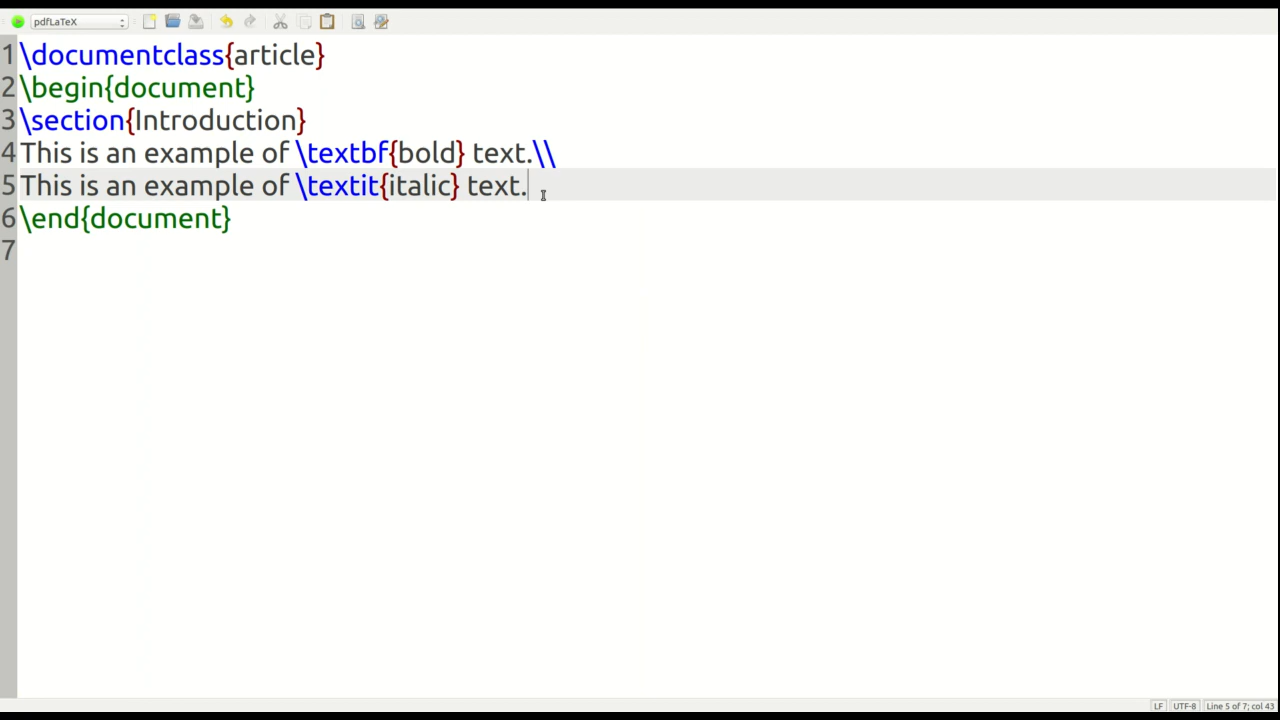 pdfLaTeX
1 \documentclass{article}
2 \begin{document}
3 \section{Introduction}
4 This is an example of \textbf{bold} text.\\
5 This is an example of \textit{italic} text.
6 \end{document}
7
LF UTF-8 Line 5 of 7; col 43